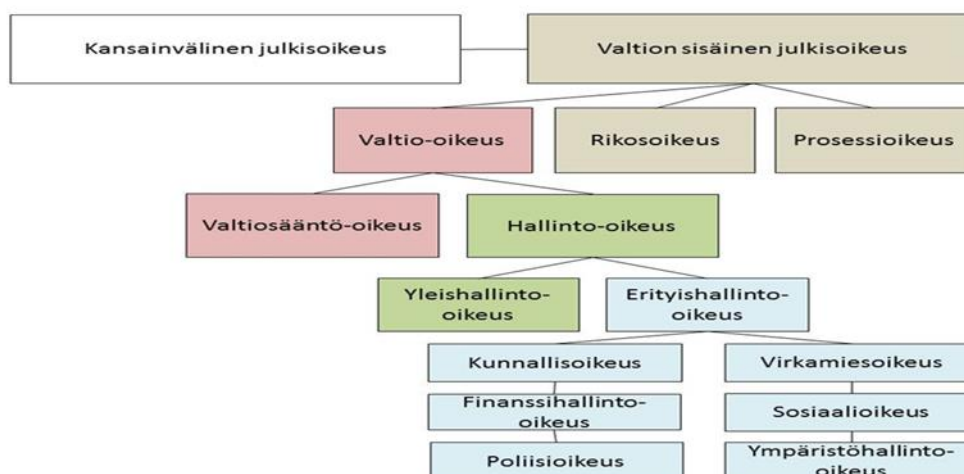 Kansainvälinen julkisoikeus
Valtion sisäinen julkisoikeus
Valtio-oikeus
Rikosoikeus
Prosessioikeus
Valtiosääntö-oikeus
Hallinto-oikeus
Yleishallinto-
oikeus
Erityishallinto-
oikeus
Kunnallisoikeus
Virkamiesoikeus
Finanssihallinto-
oikeus
Sosiaalioikeus
Poliisioikeus
Ympäristöhallinto-
oikeus